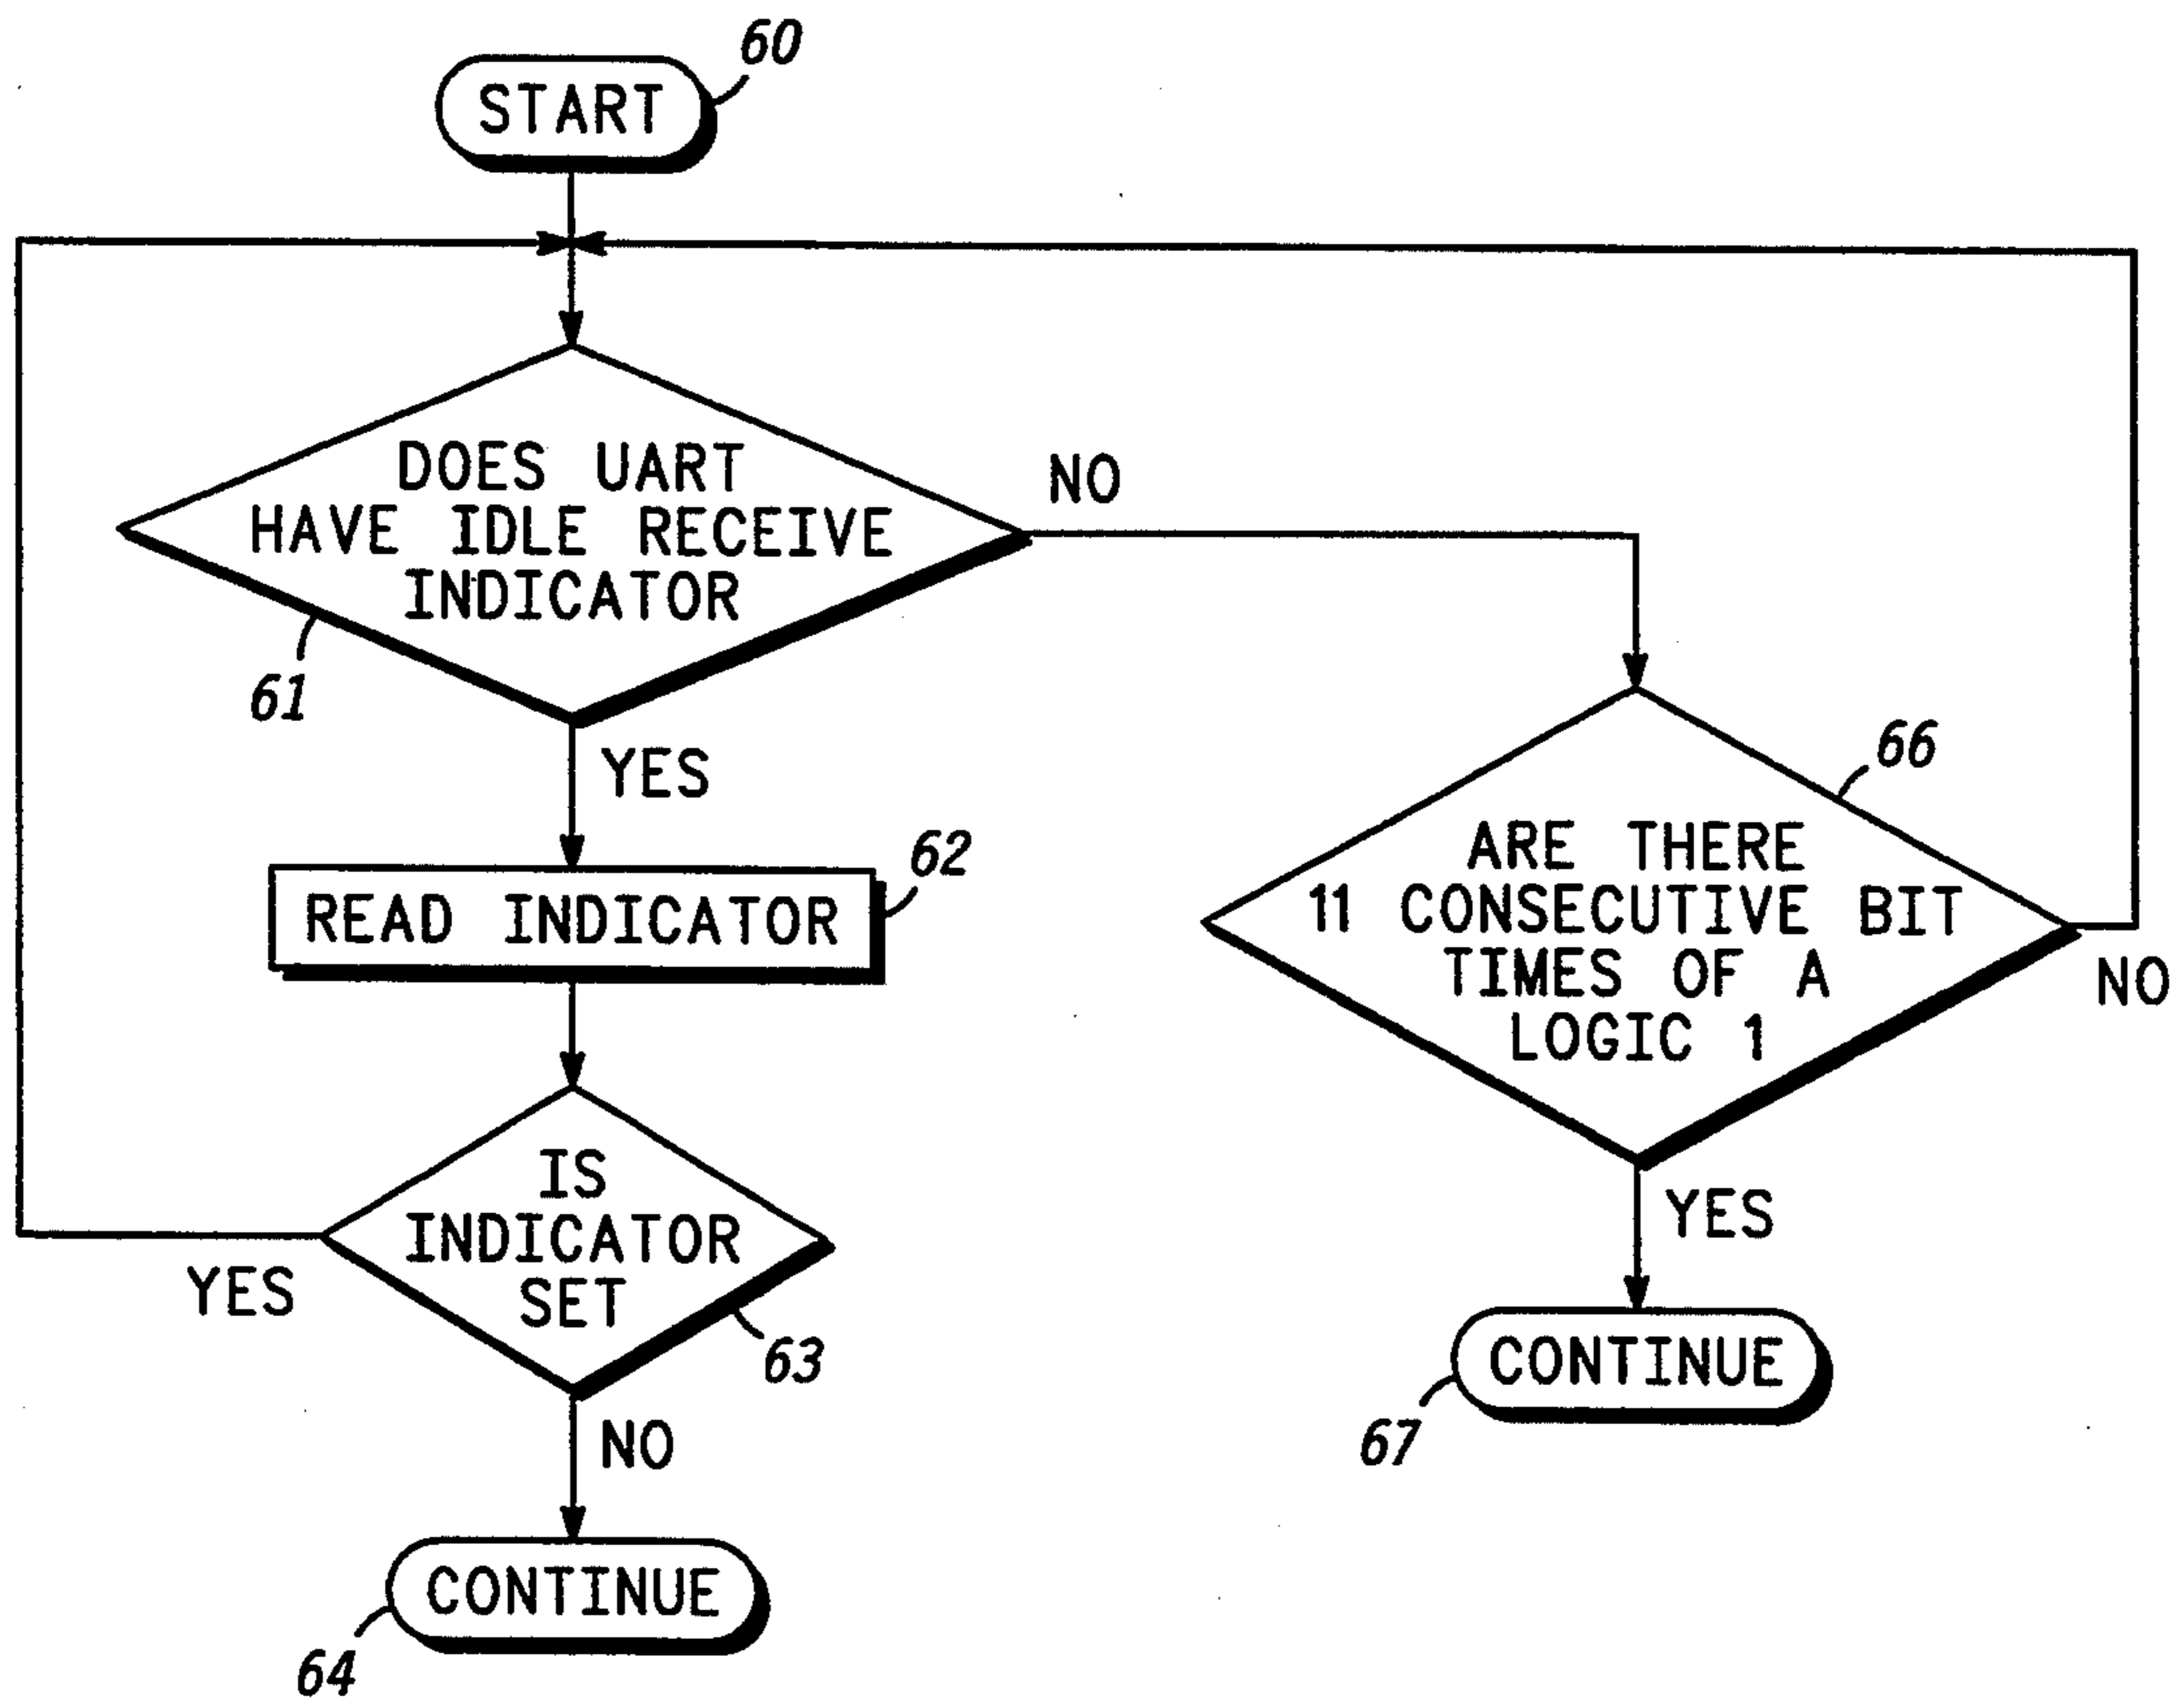 60
START
DOES UART
HAVE IDLE RECEIVE
INDICATOR
NO
61
YES
66
62
READ INDICATOR
ARE THERE
11 CONSECUTIVE BIT
TIMES OF A
LOGIC 1
NO
IS
INDICATOR
SET
YES
63
YES
CONTINUE
67
NO
CONTINUE
64